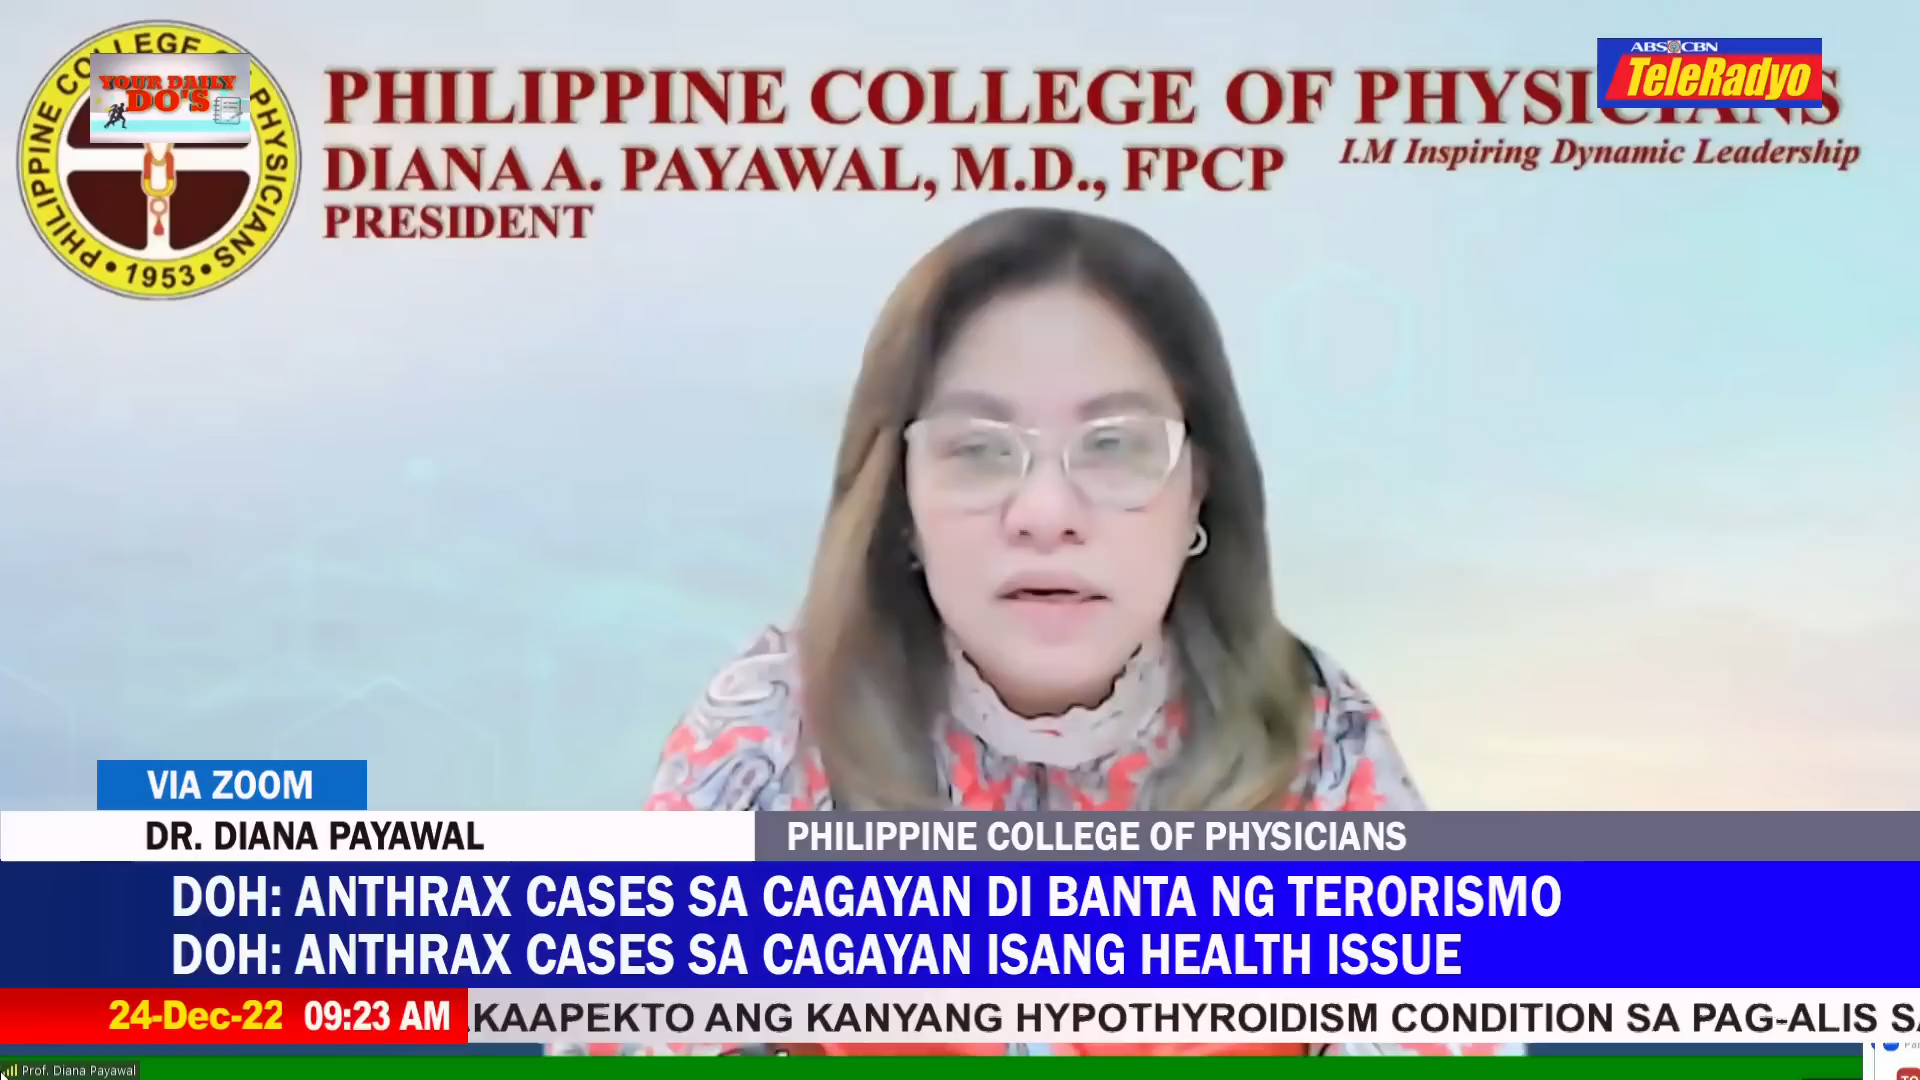 PHILIPPINE COLLEGE OF PHYSICIANS
1953
YOUR DAILY
DO'S
PHILIPPINE COLLEGE OF PHYSICIANS
DIANA A. PAYAWAL, M.D., FPCP
I.M Inspiring Dynamic Leadership
PRESIDENT
ABS-CBN
TeleRadyo
VIA ZOOM
DR. DIANA PAYAWAL
PHILIPPINE COLLEGE OF PHYSICIANS
DOH: ANTHRAX CASES SA CAGAYAN DI BANTA NG TERORISMO
DOH: ANTHRAX CASES SA CAGAYAN ISANG HEALTH ISSUE
24-Dec-22 09:23 AM
KAAPEKTO ANG KANYANG HYPOTHYROIDISM CONDITION SA PAG-ALIS SA
Prof. Diana Payawal